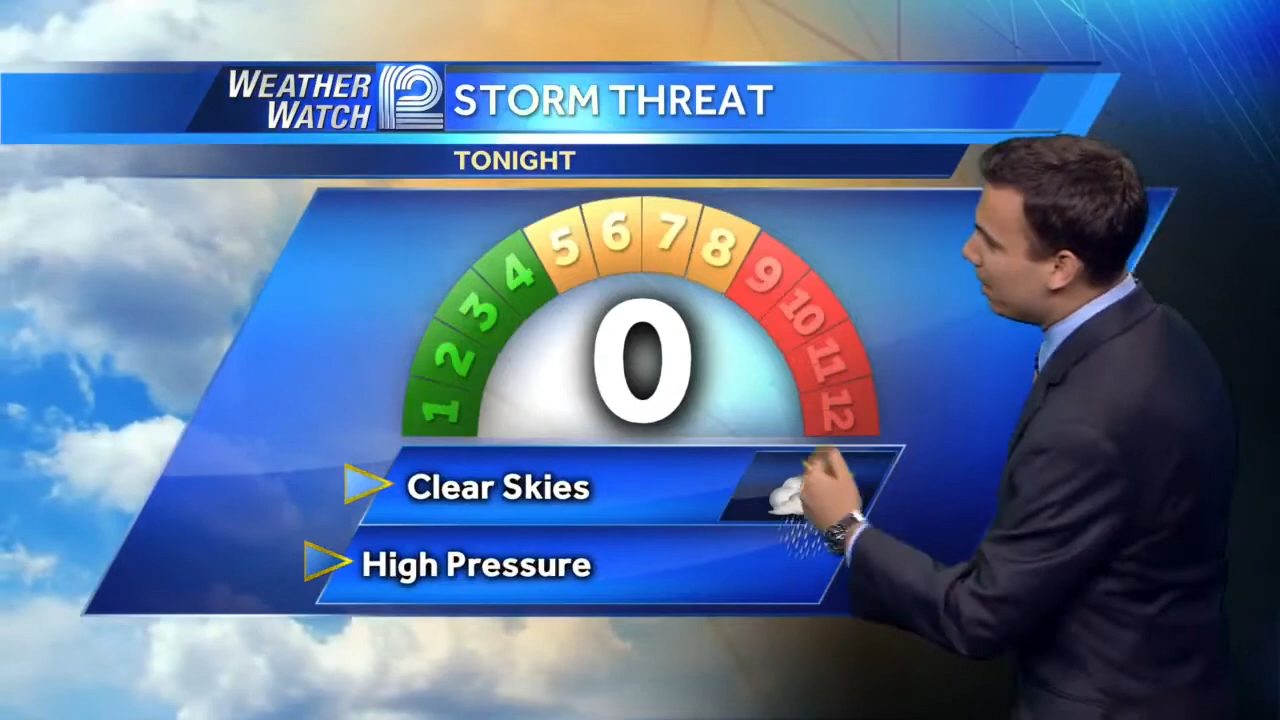 WEATHER
WATCH
12
STORM THREAT
TONIGHT
1
2
3
4
5
6
7
8
9
10
11
12
0
Clear Skies
High Pressure